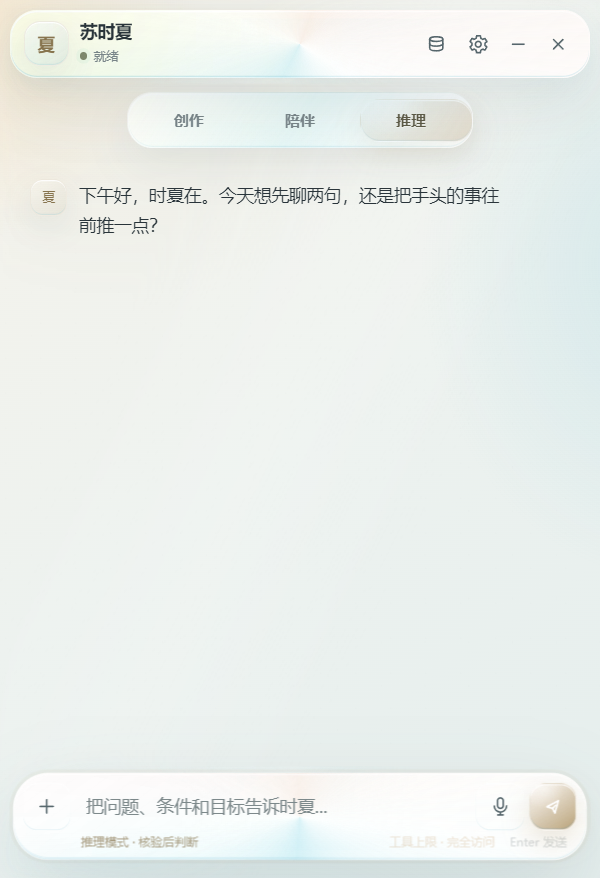 夏
苏时夏
就绪
创作
陪伴
推理
夏
下午好，时夏在。今天想先聊两句，还是把手头的事往
前推一点？
把问题、条件和目标告诉时夏...
推理模式 · 核验后判断
工具上限 · 完全访问
Enter 发送